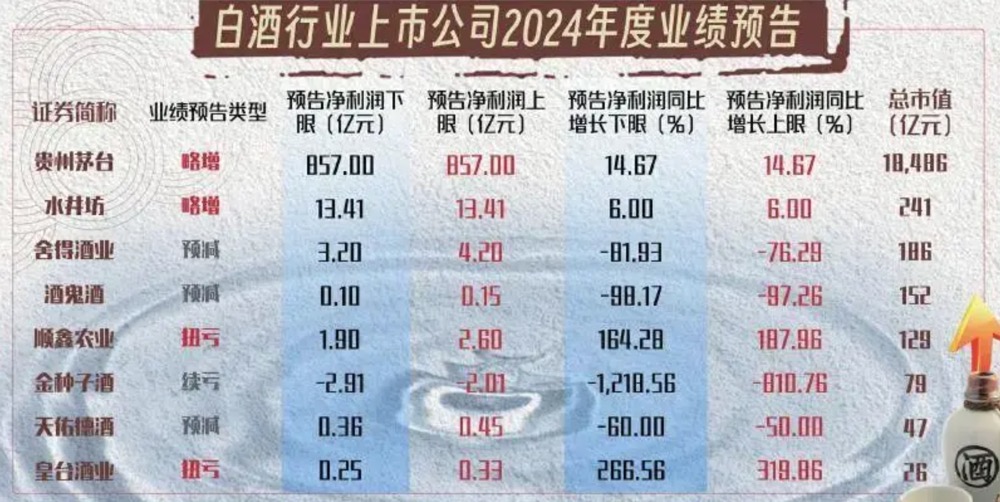 白酒行业上市公司2024年度业绩预告
证券简称 业绩预告类型 预告净利润下限（亿元） 预告净利润上限（亿元） 预告净利润同比增长下限（%） 预告净利润同比增长上限（%） 总市值（亿元）
贵州茅台 略增 857.00 857.00 14.67 14.67 18,486
水井坊 略增 13.41 13.41 6.00 6.00 241
舍得酒业 预减 3.20 4.20 -81.93 -76.29 186
酒鬼酒 预减 0.10 0.15 -98.17 -97.26 152
顺鑫农业 扭亏 1.90 2.60 164.28 187.96 129
金种子酒 续亏 -2.91 -2.01 -1,218.56 -810.76 79
天佑德酒 预减 0.36 0.45 -60.00 -50.00 47
皇台酒业 扭亏 0.25 0.33 266.56 319.86 26
酒